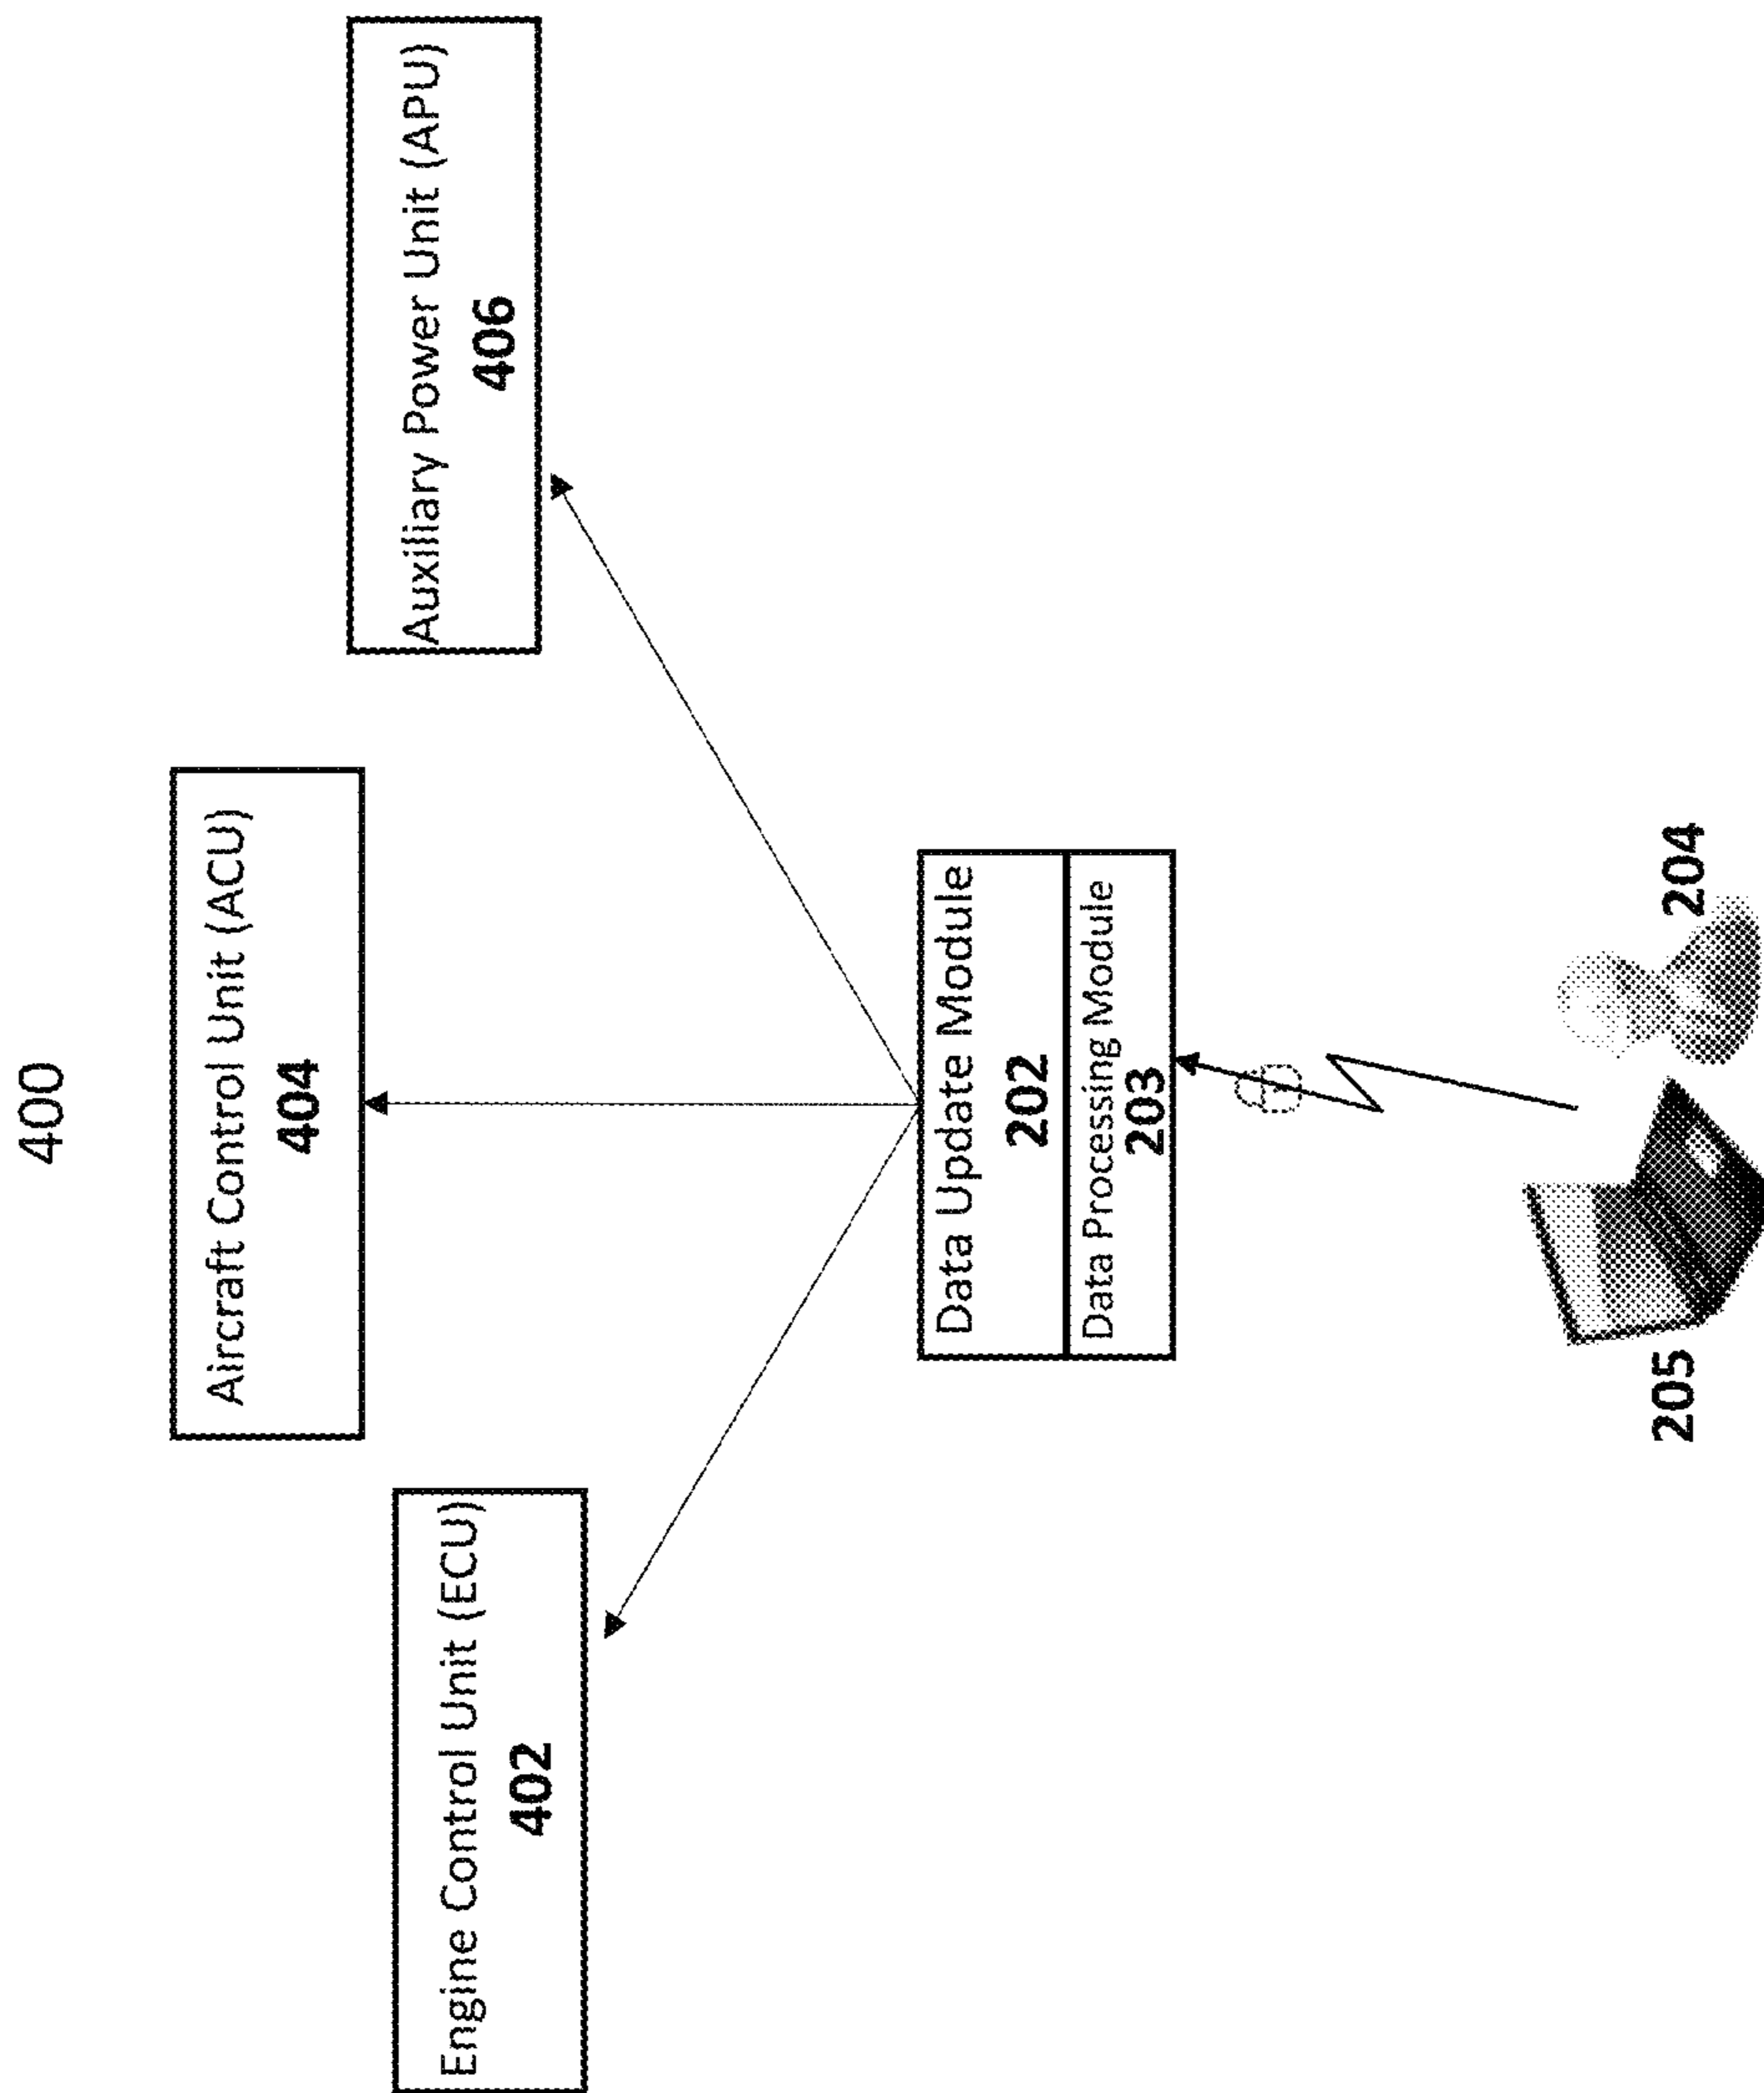 400
Aircraft Control Unit (ACU)
404
Engine Control Unit (ECU)
402
Auxiliary Power Unit (APU)
406
Data Update Module
202
Data Processing Module
203
205
204